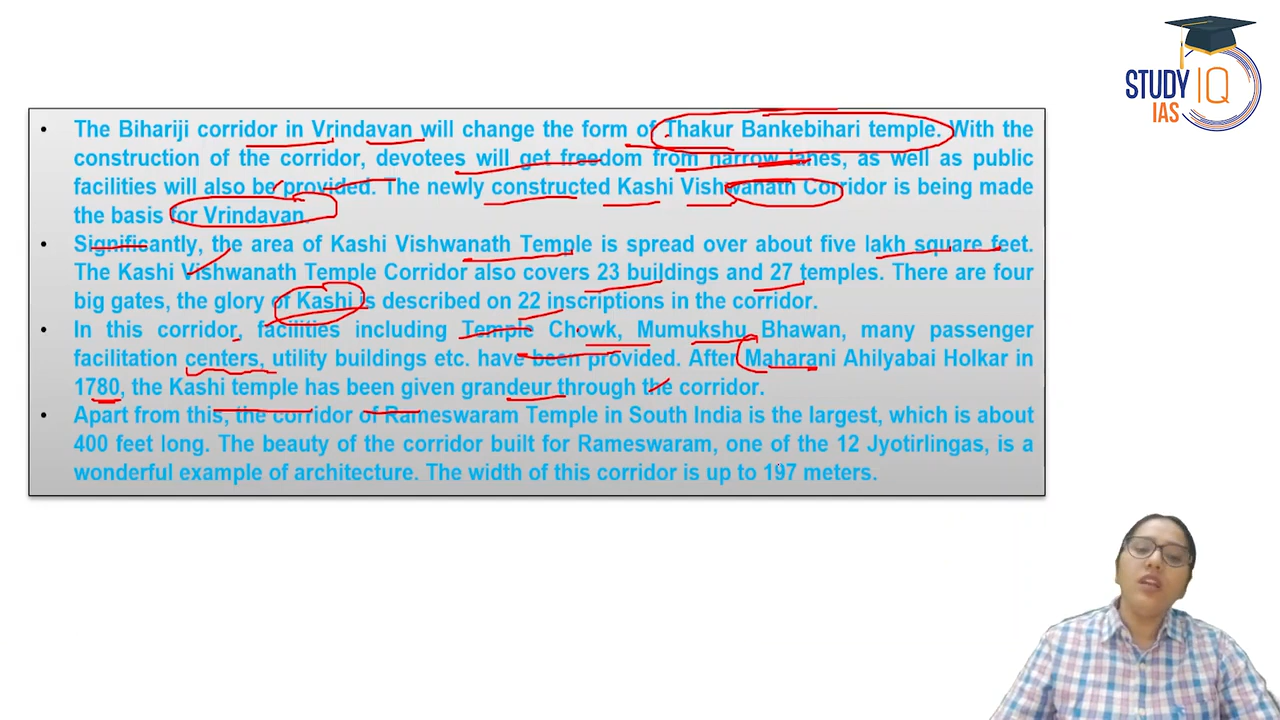 STUDY IQ
IAS
• The Bihariji corridor in Vrindavan will change the form of Thakur Bankebihari temple. With the
construction of the corridor, devotees will get freedom from narrow lanes, as well as public
facilities will also be provided. The newly constructed Kashi Vishwanath Corridor is being made
the basis for Vrindavan.
• Significantly, the area of Kashi Vishwanath Temple is spread over about five lakh square feet.
The Kashi Vishwanath Temple Corridor also covers 23 buildings and 27 temples. There are four
big gates, the glory of Kashi is described on 22 inscriptions in the corridor.
• In this corridor, facilities including Temple Chowk, Mumukshu Bhawan, many passenger
facilitation centers, utility buildings etc. have been provided. After Maharani Ahilyabai Holkar in
1780, the Kashi temple has been given grandeur through the corridor.
• Apart from this, the corridor of Rameswaram Temple in South India is the largest, which is about
400 feet long. The beauty of the corridor built for Rameswaram, one of the 12 Jyotirlingas, is a
wonderful example of architecture. The width of this corridor is up to 197 meters.